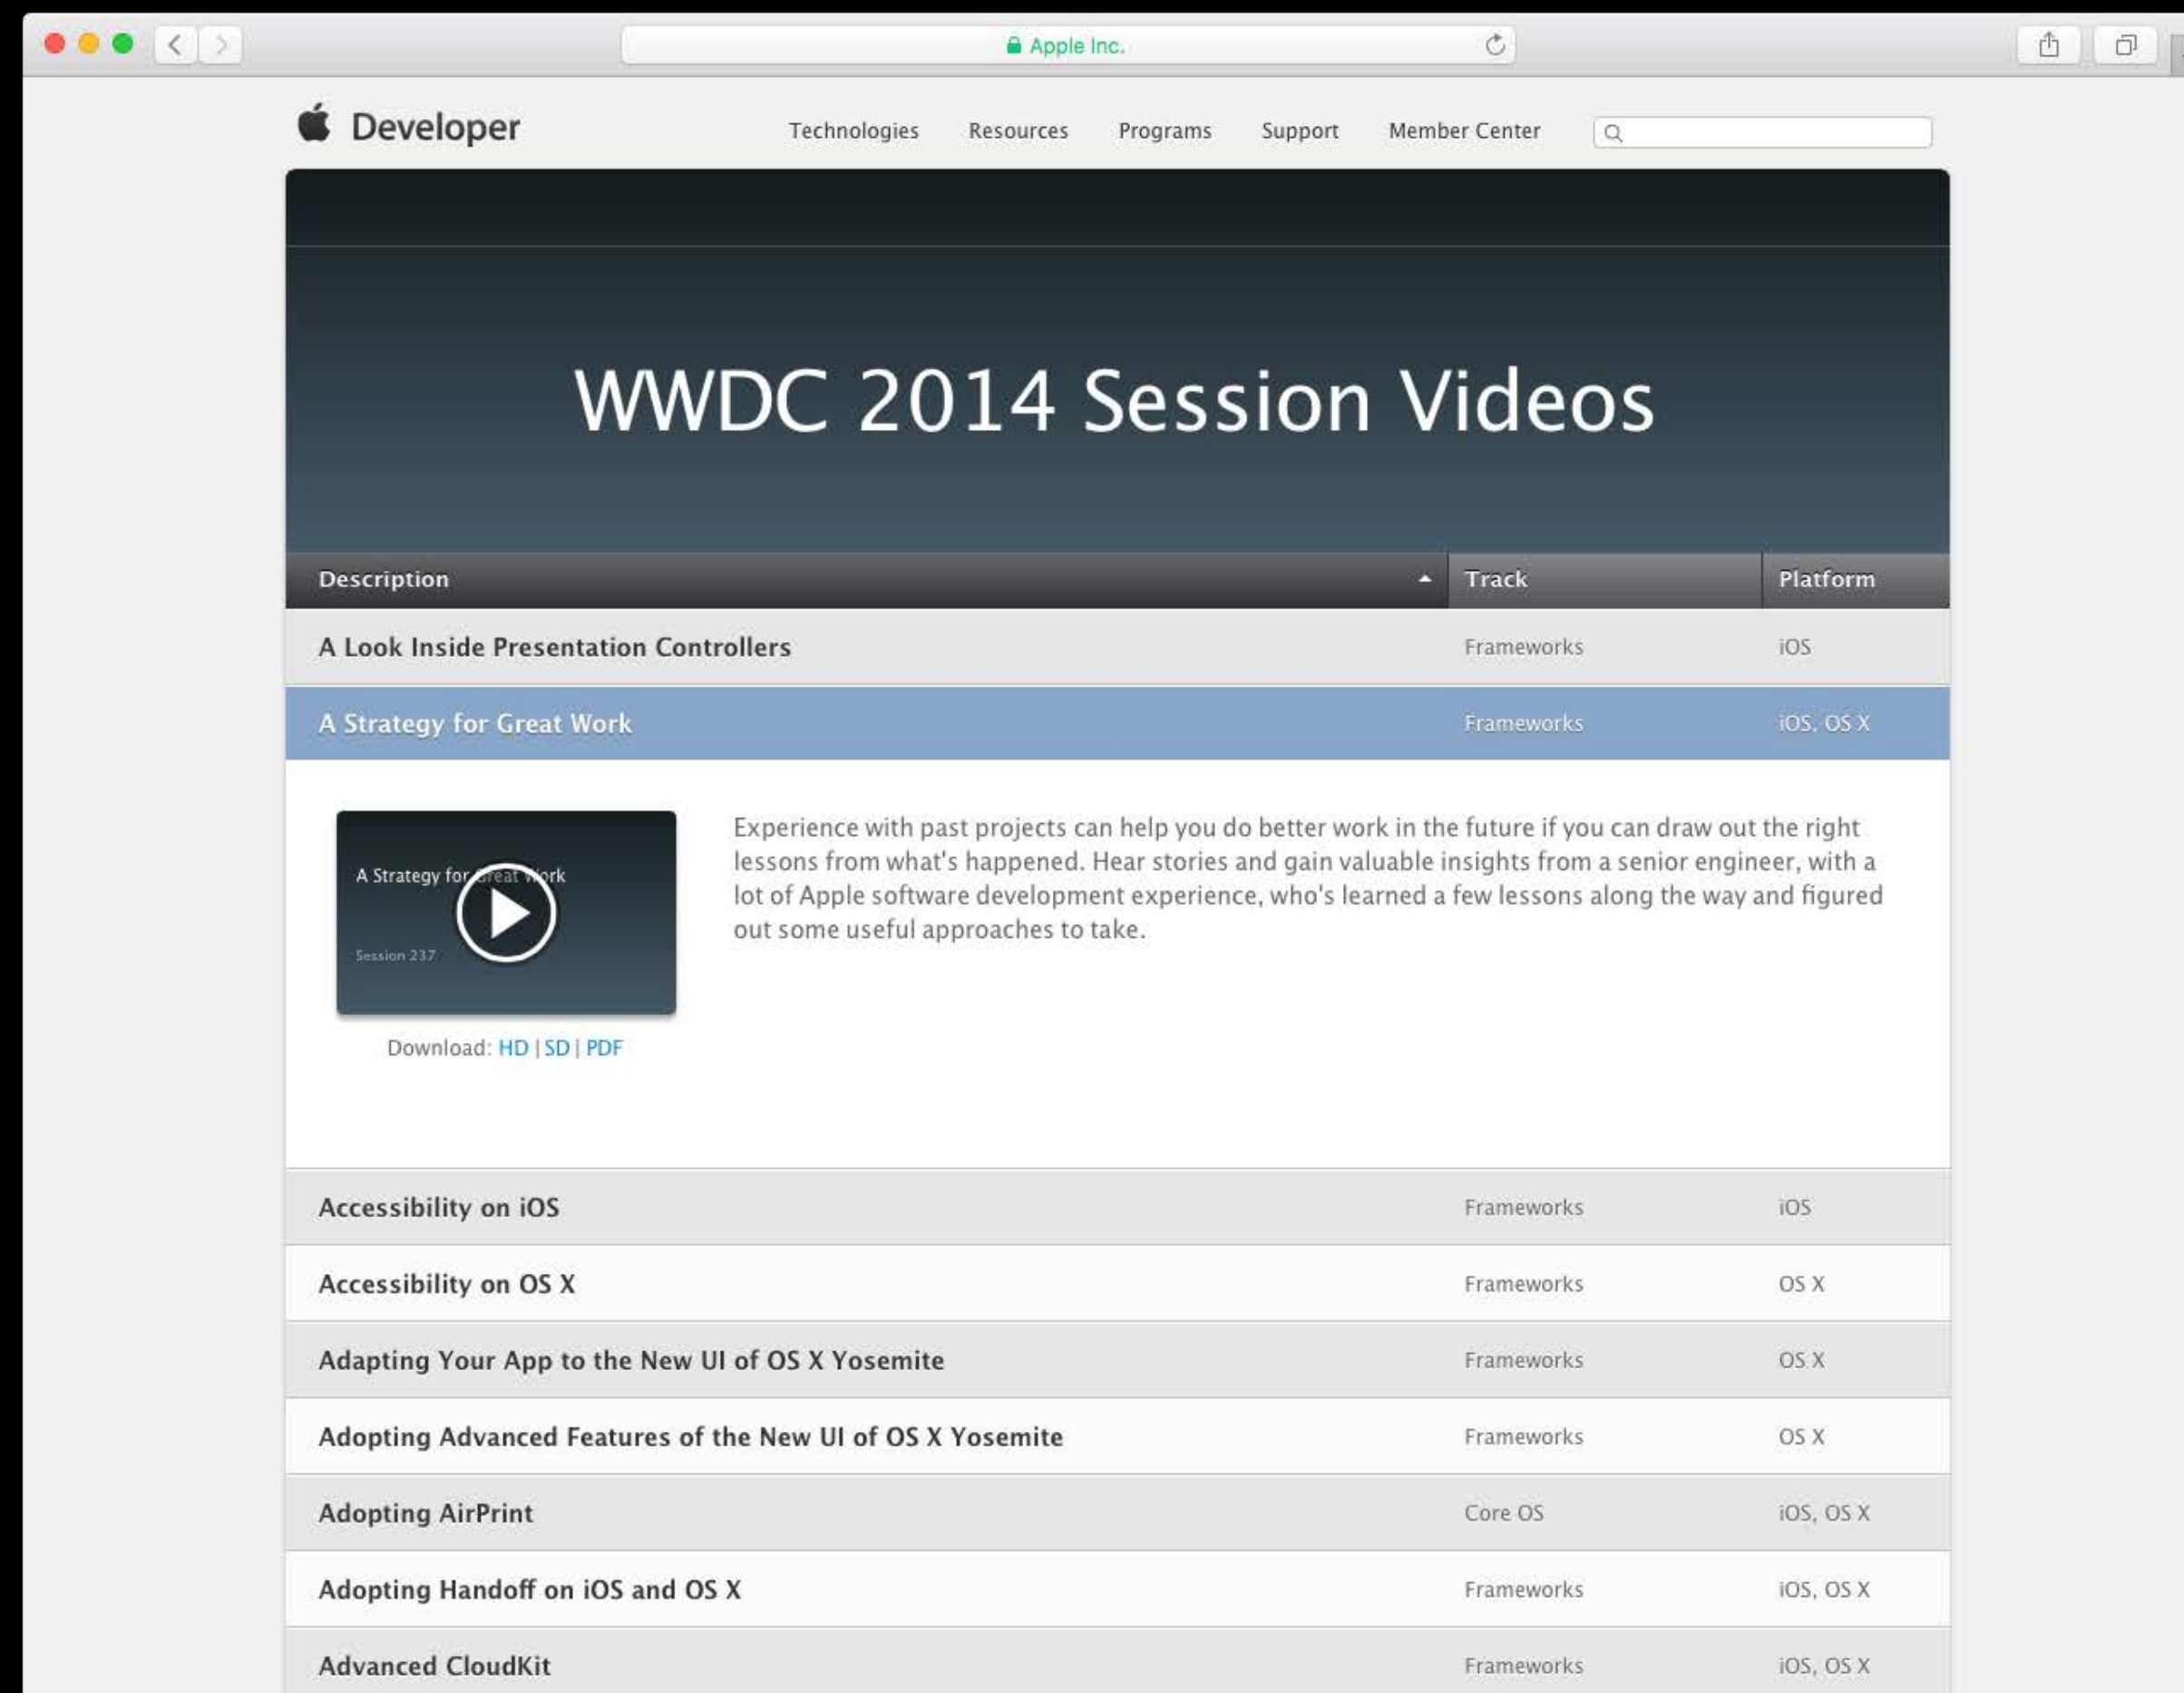 Apple Inc.
Developer
Technologies Resources Programs Support Member Center
WWDC 2014 Session Videos
Description Track Platform
A Look Inside Presentation Controllers Frameworks iOS
A Strategy for Great Work Frameworks iOS, OS X
A Strategy for Great Work
Session 237
Download: HD | SD | PDF
Experience with past projects can help you do better work in the future if you can draw out the right
lessons from what's happened. Hear stories and gain valuable insights from a senior engineer, with a
lot of Apple software development experience, who's learned a few lessons along the way and figured
out some useful approaches to take.
Accessibility on iOS Frameworks iOS
Accessibility on OS X Frameworks OS X
Adapting Your App to the New UI of OS X Yosemite Frameworks OS X
Adopting Advanced Features of the New UI of OS X Yosemite Frameworks OS X
Adopting AirPrint Core OS iOS, OS X
Adopting Handoff on iOS and OS X Frameworks iOS, OS X
Advanced CloudKit Frameworks iOS, OS X